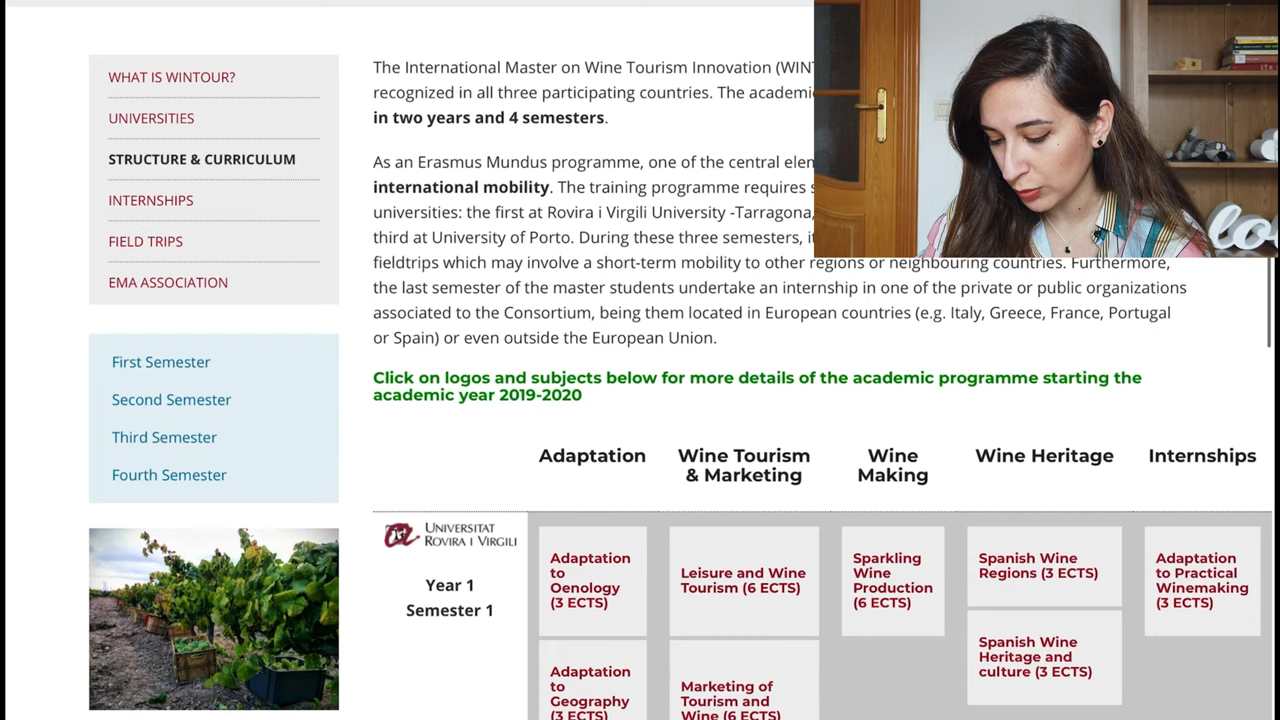 WHAT IS WINTOUR?
UNIVERSITIES
STRUCTURE & CURRICULUM
INTERNSHIPS
FIELD TRIPS
EMA ASSOCIATION
First Semester
Second Semester
Third Semester
Fourth Semester
The International Master on Wine Tourism Innovation
recognized in all three participating countries. The
in two years and 4 semesters.
As an Erasmus Mundus programme, one of the central
international mobility. The training programme requires
universities: the first at Rovira i Virgili University -Tarragona,
third at University of Porto. During these three semesters,
fieldtrips which may involve a short-term mobility to other regions or neighbouring countries. Furthermore,
the last semester of the master students undertake an internship in one of the private or public organizations
associated to the Consortium, being them located in European countries (e.g. Italy, Greece, France, Portugal
or Spain) or even outside the European Union.
Click on logos and subjects below for more details of the academic programme starting the
academic year 2019-2020
Adaptation
Wine Tourism
& Marketing
Wine
Making
Wine Heritage
Internships
UNIVERSITAT
ROVIRA I VIRGILI
Year 1
Semester 1
Adaptation
to
Oenology
(3 ECTS)
Adaptation
to
Geography
(3 ECTS)
Leisure and Wine
Tourism (6 ECTS)
Marketing of
Tourism and
Wine (6 ECTS)
Sparkling
Wine
Production
(6 ECTS)
Spanish Wine
Regions (3 ECTS)
Spanish Wine
Heritage and
culture (3 ECTS)
Adaptation
to Practical
Winemaking
(3 ECTS)